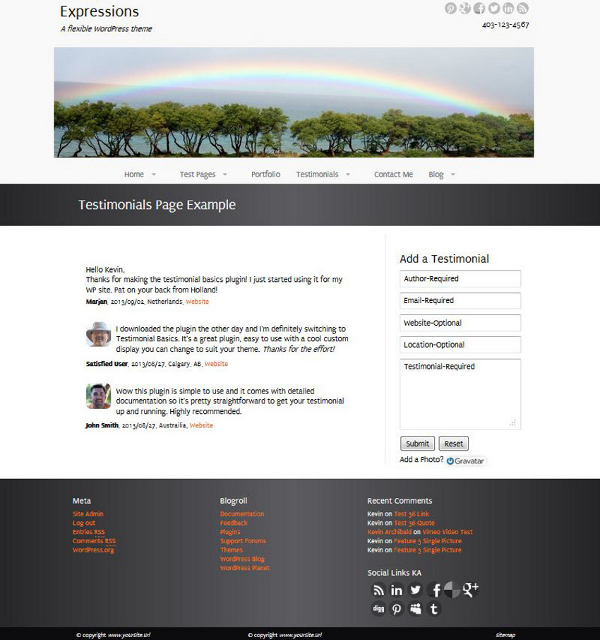 Expressions
A flexible WordPress theme
403-123-4567
Home
Test Pages
Portfolio
Testimonials
Contact Me
Blog
Testimonials Page Example
Hello Kevin,
Thanks for making the testimonial basics plugin! I just started using it for my
WP site. Pat on your back from Holland!
Marjan, 2013/09/02, Netherlands, Website
I downloaded the plugin the other day and I'm definitely switching to
Testimonial Basics. It's a great plugin, easy to use with a cool custom
display you can change to suit your theme. Thanks for the effort!
Satisfied User, 2013/08/27, Calgary, AB, Website
Wow this plugin is simple to use and it comes with detailed
documentation so it's pretty straightforward to get your testimonial
up and running. Highly recommended.
John Smith, 2013/08/27, Austrailia, Website
Add a Testimonial
Author-Required
Email-Required
Website-Optional
Location-Optional
Testimonial-Required
Submit
Reset
Add a Photo? Gravatar
Meta
Site Admin
Log out
Entries RSS
Comments RSS
WordPress.org
Blogroll
Documentation
Feedback
Plugins
Support Forums
Themes
WordPress Blog
WordPress Planet
Recent Comments
Kevin on Test 36 Link
Kevin on Test 36 Quote
Kevin Archibald on Vimeo Video Test
Kevin on Feature 3 Single Picture
Kevin on Feature 3 Single Picture
Social Links KA
© copyright www.yoursite.url
© copyright www.yoursite.url
Sitemap